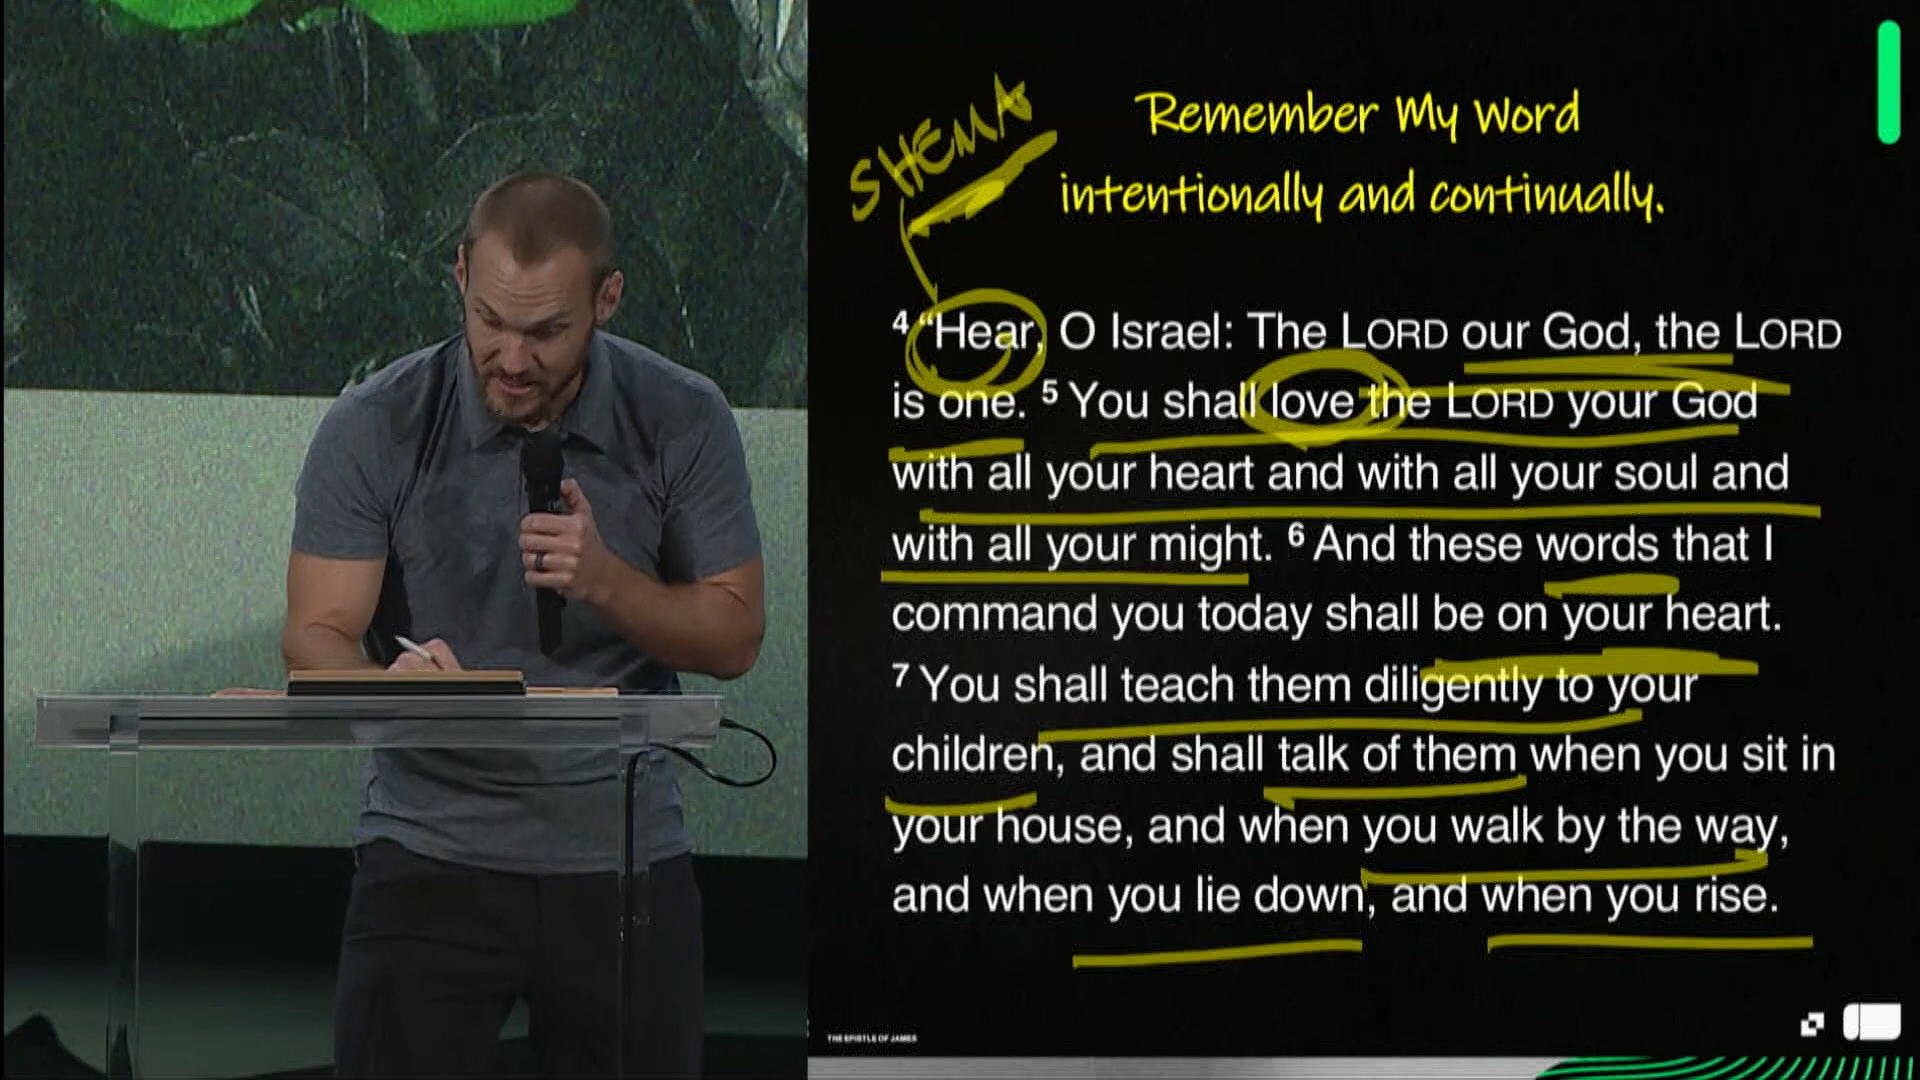 SHEMA
Remember My Word
intentionally and continually.
4 “Hear, O Israel: The LORD our God, the LORD
is one. 5 You shall love the LORD your God
with all your heart and with all your soul and
with all your might. 6 And these words that I
command you today shall be on your heart.
7 You shall teach them diligently to your
children, and shall talk of them when you sit in
your house, and when you walk by the way,
and when you lie down, and when you rise.
THE EPISTLE OF JAMES